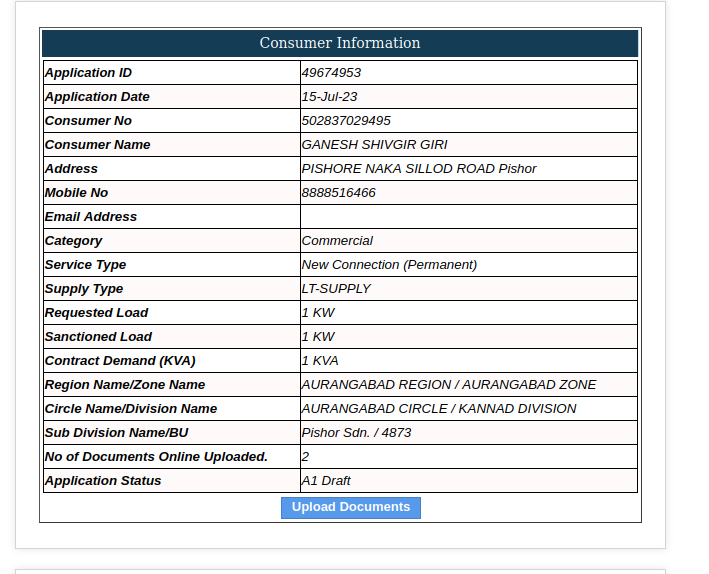 Consumer Information
Application ID 49674953
Application Date 15-Jul-23
Consumer No 502837029495
Consumer Name GANESH SHIVGIR GIRI
Address PISHORE NAKA SILLOD ROAD Pishor
Mobile No 8888516466
Email Address
Category Commercial
Service Type New Connection (Permanent)
Supply Type LT-SUPPLY
Requested Load 1 KW
Sanctioned Load 1 KW
Contract Demand (KVA) 1 KVA
Region Name/Zone Name AURANGABAD REGION / AURANGABAD ZONE
Circle Name/Division Name AURANGABAD CIRCLE / KANNAD DIVISION
Sub Division Name/BU Pishor Sdn. / 4873
No of Documents Online Uploaded. 2
Application Status A1 Draft
Upload Documents